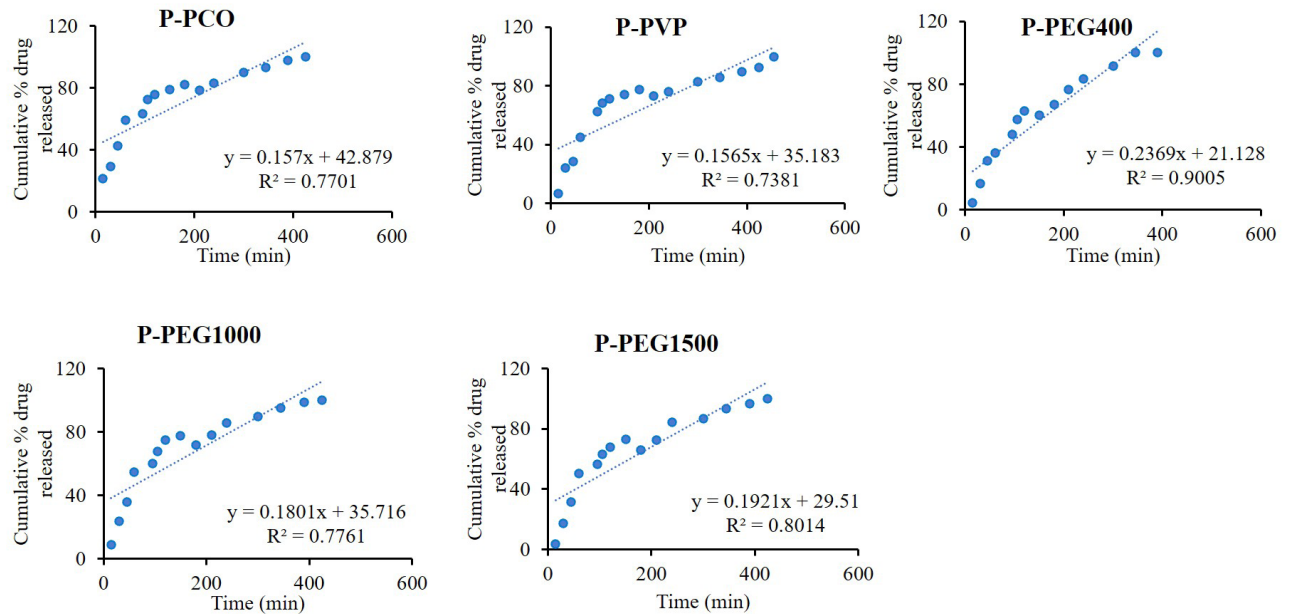 P-PCO
120
80
40
0
0
200
400
600
Cumulative % drug
released
y = 0.157x + 42.879
R² = 0.7701
Time (min)
P-PVP
120
80
40
0
0
200
400
600
Cumulative % drug
released
y = 0.1565x + 35.183
R² = 0.7381
Time (min)
P-PEG400
120
80
40
0
0
200
400
600
Cumulative % drug
released
y = 0.2369x + 21.128
R² = 0.9005
Time (min)
P-PEG1000
120
80
40
0
0
200
400
600
Cumulative % drug
released
y = 0.1801x + 35.716
R² = 0.7761
Time (min)
P-PEG1500
120
80
40
0
0
200
400
600
Cumulative % drug
released
y = 0.1921x + 29.51
R² = 0.8014
Time (min)